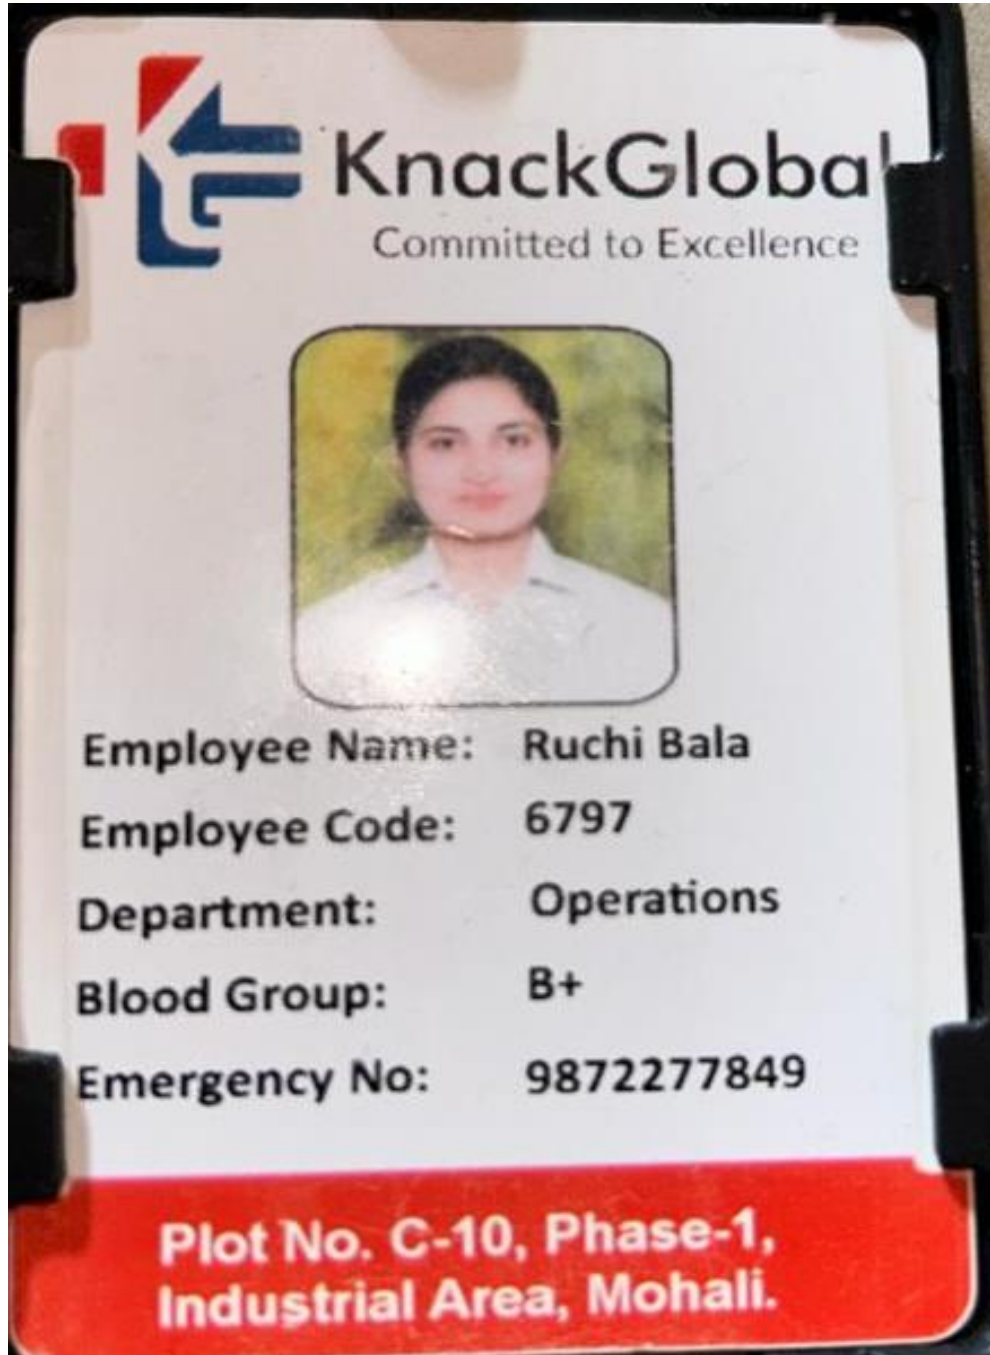 KnackGlobal
Committed to Excellence
Employee Name: Ruchi Bala
Employee Code: 6797
Department: Operations
Blood Group: B+
Emergency No: 9872277849
Plot No. C-10, Phase-1,
Industrial Area, Mohali.